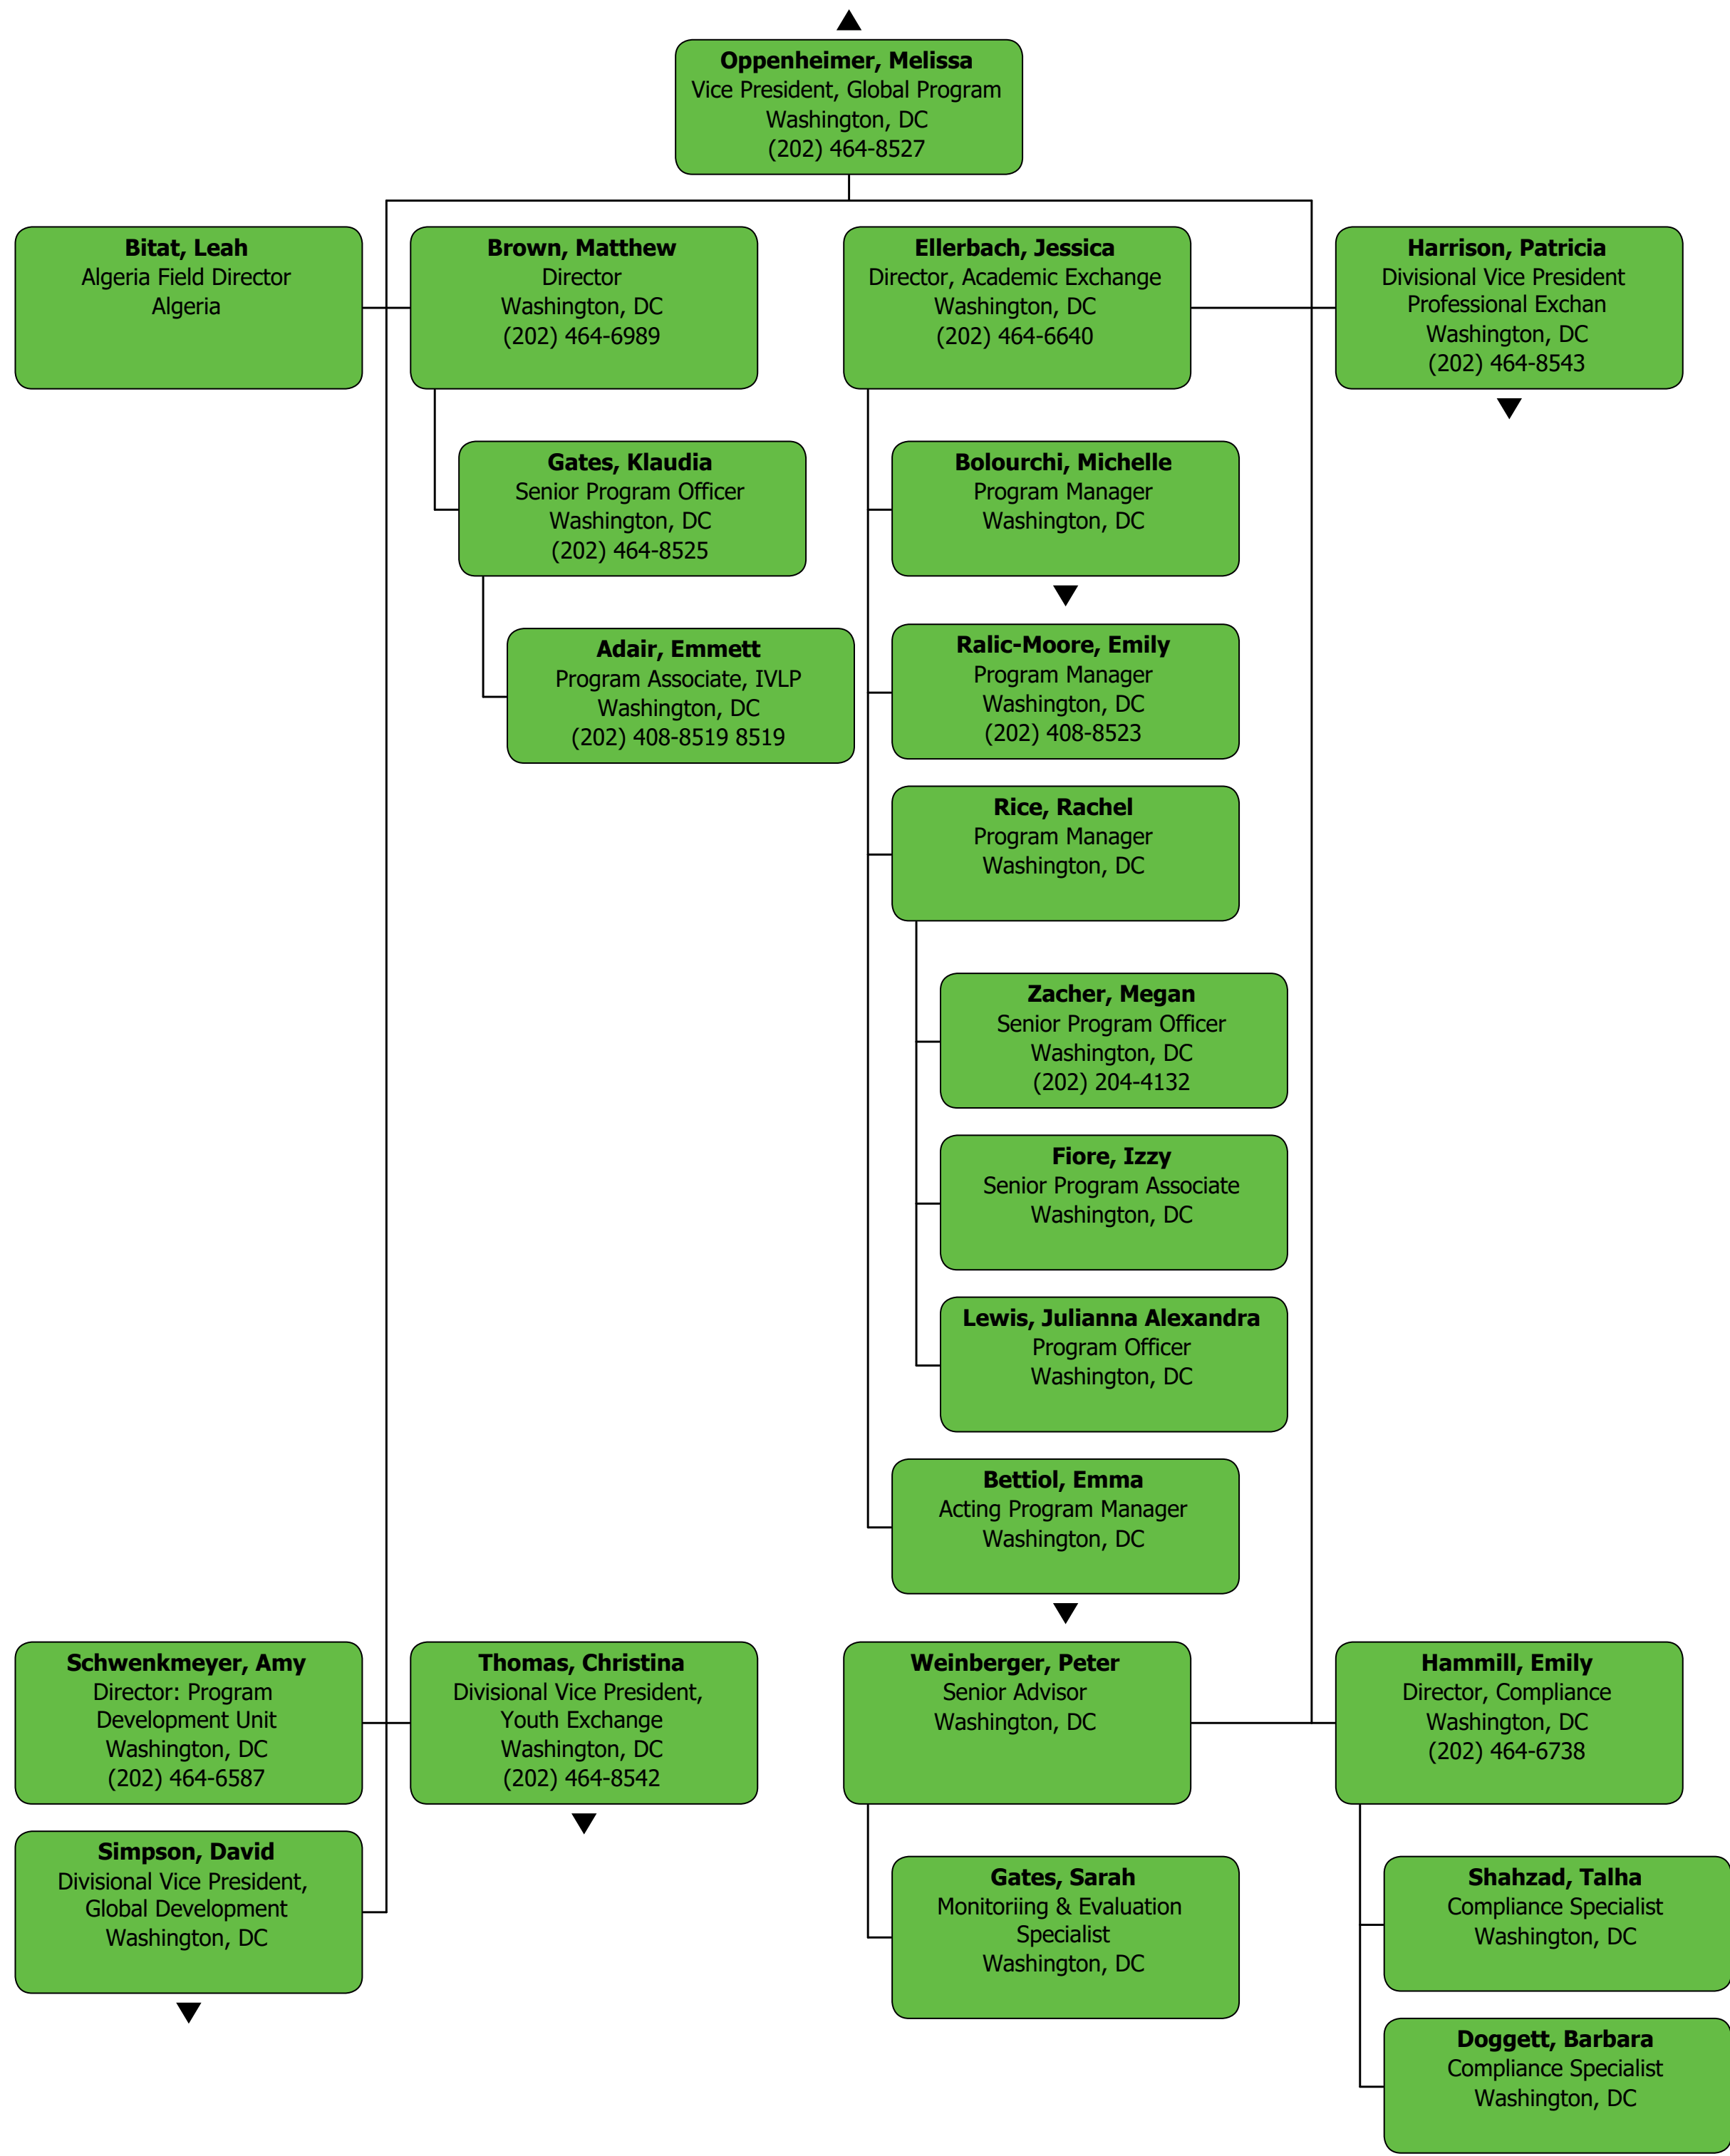 Oppenheimer, Melissa
Vice President, Global Program
Washington, DC
(202) 464-8527
Bitat, Leah
Algeria Field Director
Algeria
Brown, Matthew
Director
Washington, DC
(202) 464-6989
Ellerbach, Jessica
Director, Academic Exchange
Washington, DC
(202) 464-6640
Harrison, Patricia
Divisional Vice President
Professional Exchan
Washington, DC
(202) 464-8543
Gates, Klaudia
Senior Program Officer
Washington, DC
(202) 464-8525
Adair, Emmett
Program Associate, IVLP
Washington, DC
(202) 408-8519 8519
Bolourchi, Michelle
Program Manager
Washington, DC
Ralic-Moore, Emily
Program Manager
Washington, DC
(202) 408-8523
Rice, Rachel
Program Manager
Washington, DC
Zacher, Megan
Senior Program Officer
Washington, DC
(202) 204-4132
Fiore, Izzy
Senior Program Associate
Washington, DC
Lewis, Julianna Alexandra
Program Officer
Washington, DC
Bettiol, Emma
Acting Program Manager
Washington, DC
Schwenkmeyer, Amy
Director: Program
Development Unit
Washington, DC
(202) 464-6587
Thomas, Christina
Divisional Vice President,
Youth Exchange
Washington, DC
(202) 464-8542
Weinberger, Peter
Senior Advisor
Washington, DC
Hammill, Emily
Director, Compliance
Washington, DC
(202) 464-6738
Simpson, David
Divisional Vice President,
Global Development
Washington, DC
Gates, Sarah
Monitoriing & Evaluation
Specialist
Washington, DC
Shahzad, Talha
Compliance Specialist
Washington, DC
Doggett, Barbara
Compliance Specialist
Washington, DC